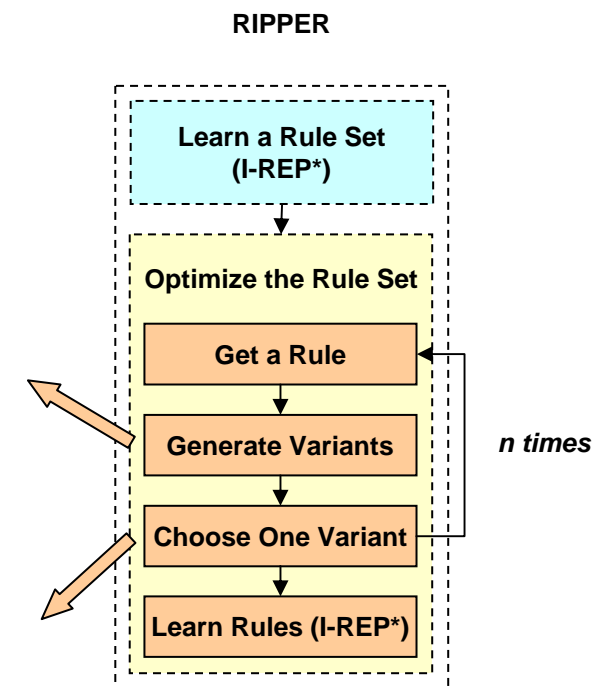 RIPPER
Learn a Rule Set
(I-REP*)
Optimize the Rule Set
Get a Rule
Generate Variants
n times
Choose One Variant
Learn Rules (I-REP*)